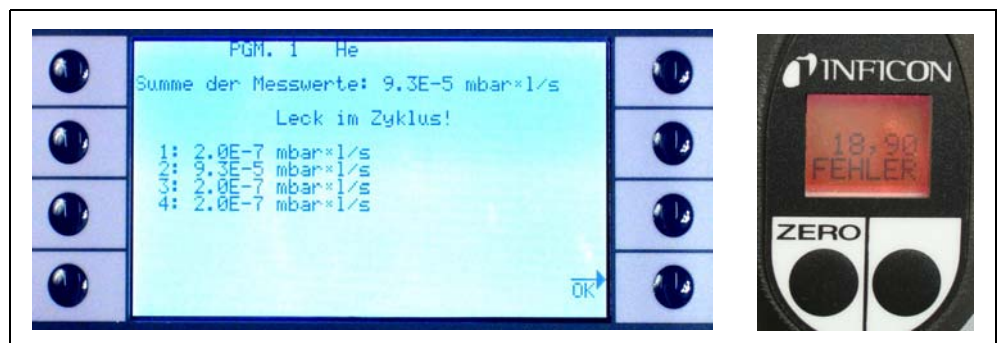 PGM. 1 He
Summe der Messwerte: 9.3E-5 mbar×l/s
Leck im Zyklus!
1: 2.0E-7 mbar×l/s
2: 9.3E-5 mbar×l/s
3: 2.0E-7 mbar×l/s
4: 2.0E-7 mbar×l/s
OK
INFICON
18,90
FEHLER
ZERO